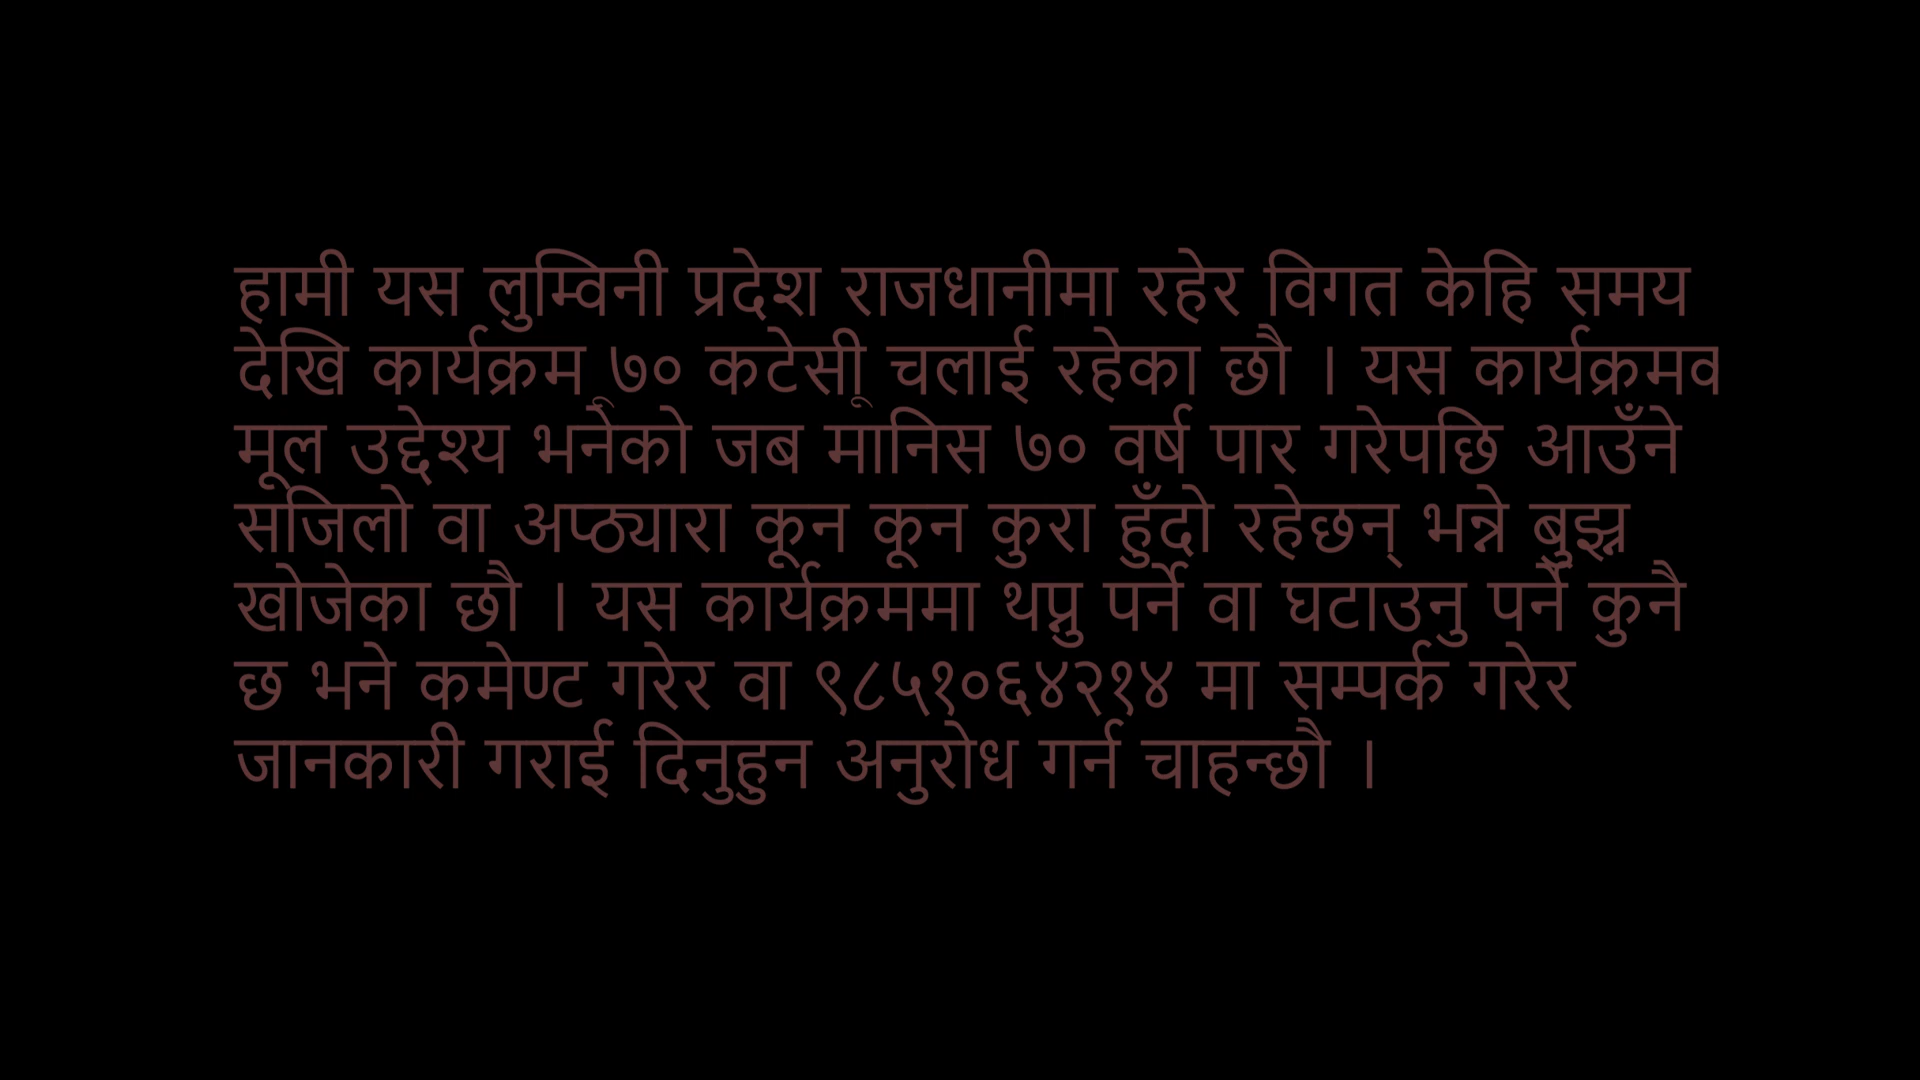 हामी यस लुम्विनी प्रदेश राजधानीमा रहेर विगत केहि समय
देखि कार्यक्रम ७० कटेसी चलाई रहेका छौ । यस कार्यक्रमव
मूल उद्देश्य भनेको जब मानिस ७० वर्ष पार गरेपछि आउँने
सजिलो वा अप्ठ्यारा कून कून कुरा हुँदो रहेछन् भन्ने बुझ्न
खोजेका छौ । यस कार्यक्रममा थप्नु पर्ने वा घटाउनु पर्ने कुनै
छ भने कमेण्ट गरेर वा ९८५१०६४२१४ मा सम्पर्क गरेर
जानकारी गराई दिनुहुन अनुरोध गर्न चाहन्छौ ।